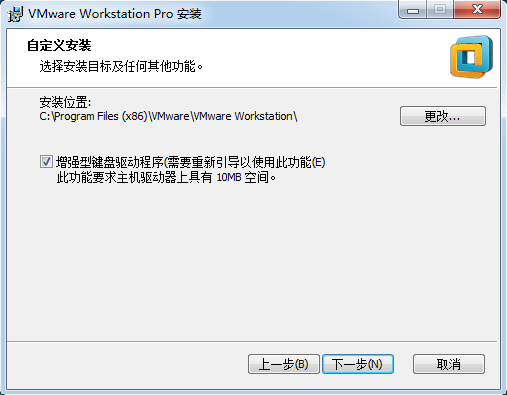 VMware Workstation Pro 安装
自定义安装
选择安装目标及任何其他功能。
安装位置:
C:\Program Files (x86)\VMware\VMware Workstation\
更改...
增强型键盘驱动程序(需要重新引导以使用此功能(E)
此功能要求主机驱动器上具有 10MB 空间。
上一步(B) 下一步(N) 取消